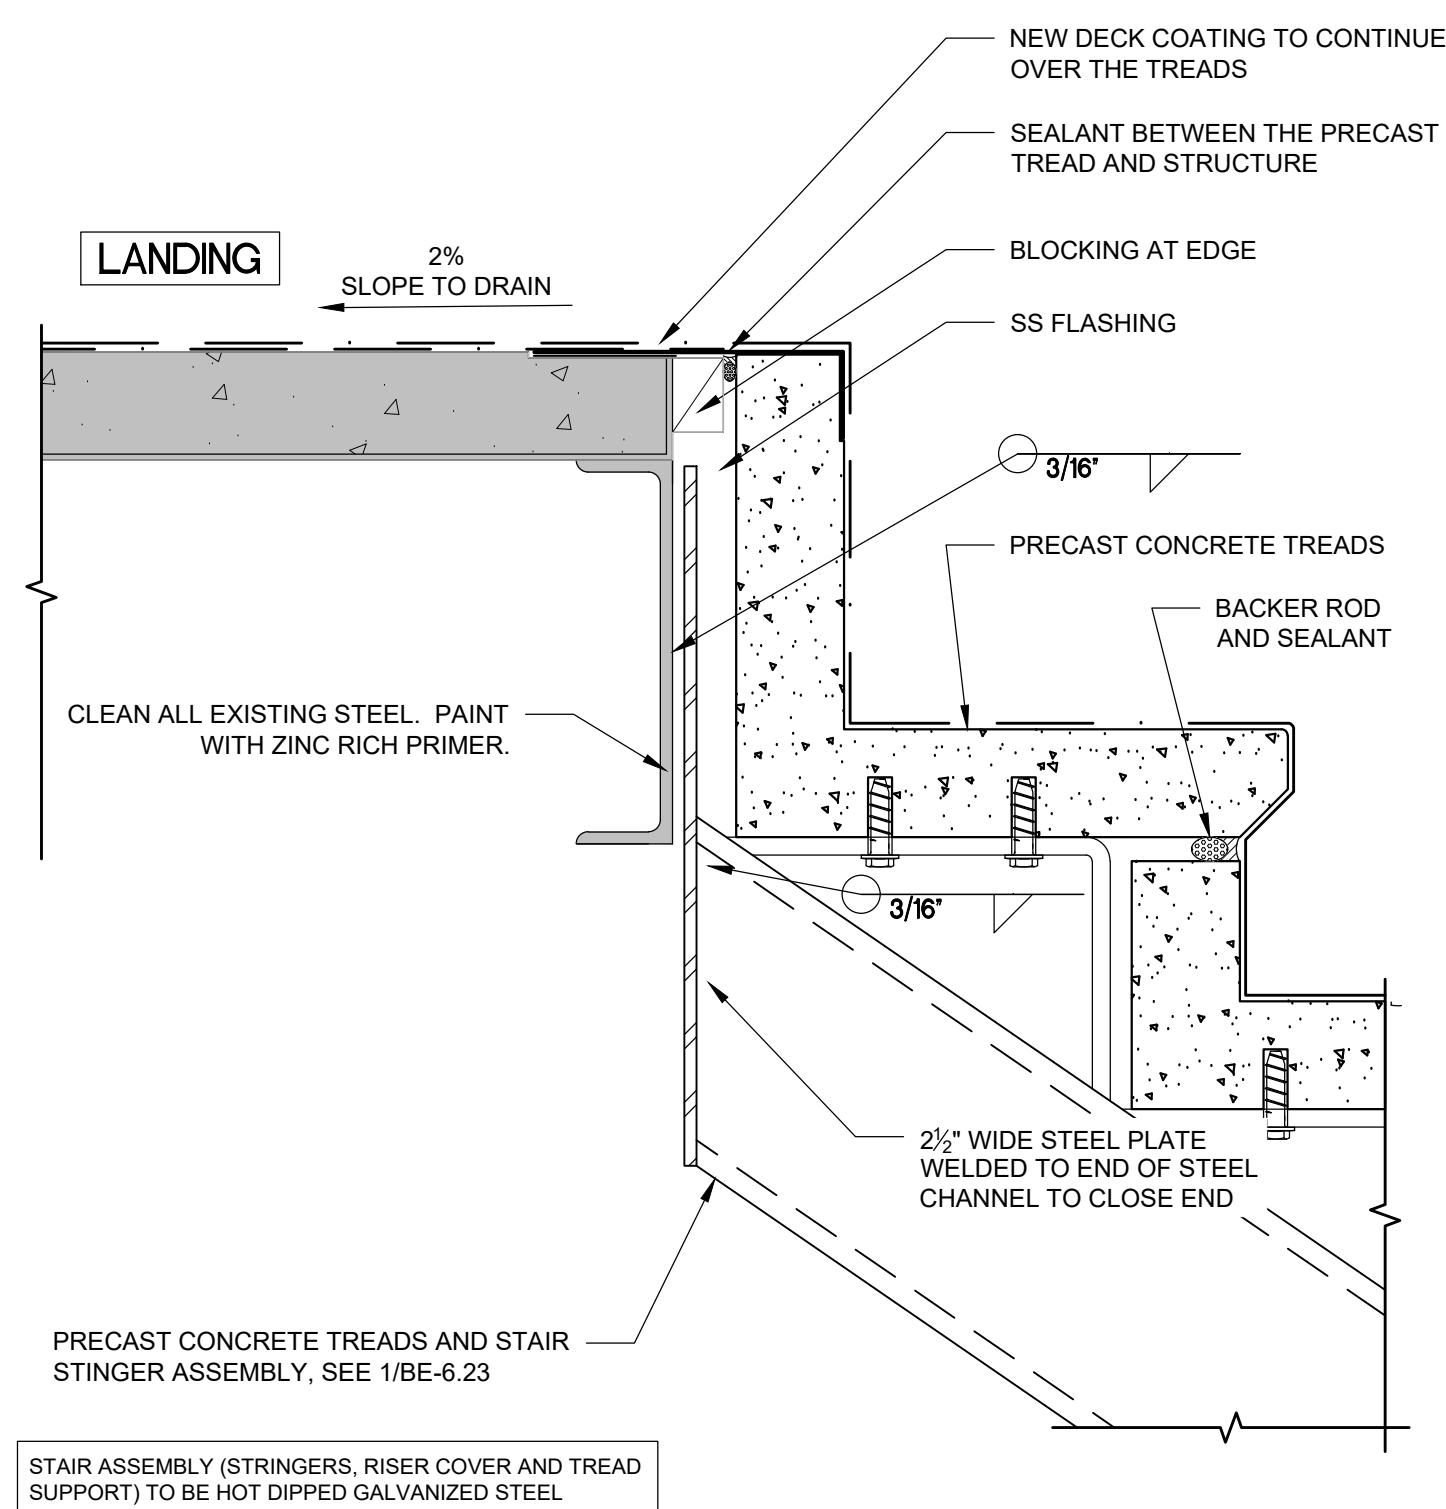 NEW DECK COATING TO CONTINUE
OVER THE TREADS
SEALANT BETWEEN THE PRECAST
TREAD AND STRUCTURE
BLOCKING AT EDGE
SS FLASHING
LANDING
2%
SLOPE TO DRAIN
3/16"
PRECAST CONCRETE TREADS
BACKER ROD
AND SEALANT
CLEAN ALL EXISTING STEEL. PAINT
WITH ZINC RICH PRIMER.
3/16"
2½" WIDE STEEL PLATE
WELDED TO END OF STEEL
CHANNEL TO CLOSE END
PRECAST CONCRETE TREADS AND STAIR
STINGER ASSEMBLY, SEE 1/BE-6.23
STAIR ASSEMBLY (STRINGERS, RISER COVER AND TREAD
SUPPORT) TO BE HOT DIPPED GALVANIZED STEEL